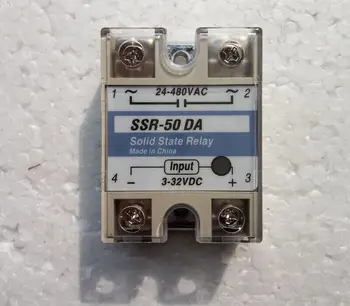 1 ~ 24-480VAC ~ 2
SSR-50 DA
Solid State Relay
Made in China
4 − Input + 3
3-32VDC